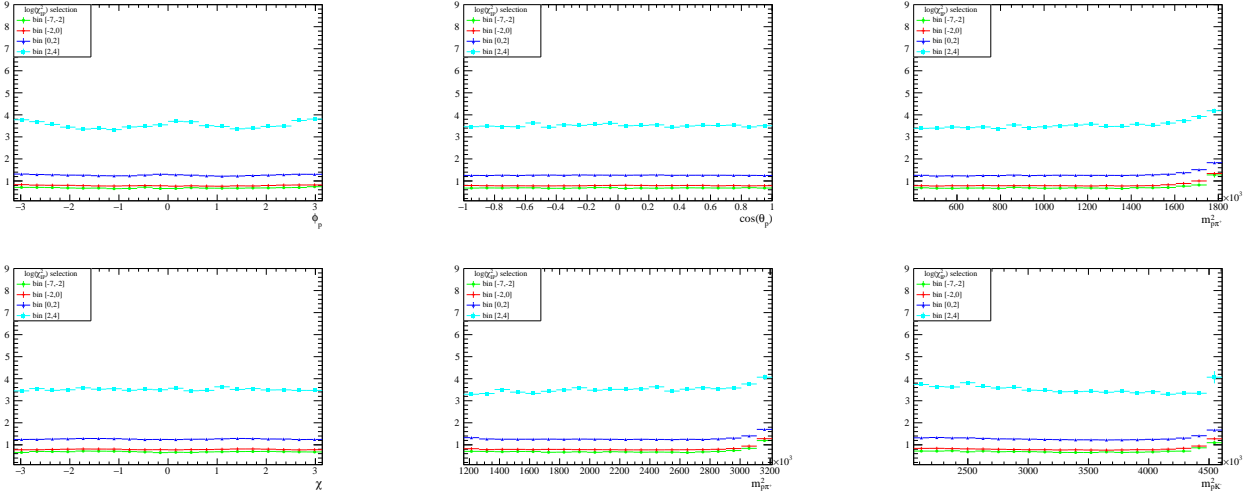 log(χ²_IP) selection
bin [-7,-2]
bin [-2,0]
bin [0,2]
bin [2,4]
9
8
7
6
5
4
3
2
1
−3 −2 −1 0 1 2 3
ϕ_p
log(χ²_IP) selection
bin [-7,-2]
bin [-2,0]
bin [0,2]
bin [2,4]
9
8
7
6
5
4
3
2
1
−1 −0.8 −0.6 −0.4 −0.2 0 0.2 0.4 0.6 0.8 1
cos(θ_p)
log(χ²_IP) selection
bin [-7,-2]
bin [-2,0]
bin [0,2]
bin [2,4]
9
8
7
6
5
4
3
2
1
600 800 1000 1200 1400 1600 1800
×10³
m²_pπ
log(χ²_IP) selection
bin [-7,-2]
bin [-2,0]
bin [0,2]
bin [2,4]
9
8
7
6
5
4
3
2
1
−3 −2 −1 0 1 2 3
χ
log(χ²_IP) selection
bin [-7,-2]
bin [-2,0]
bin [0,2]
bin [2,4]
9
8
7
6
5
4
3
2
1
1200 1400 1600 1800 2000 2200 2400 2600 2800 3000 3200
×10³
m²_pπ
log(χ²_IP) selection
bin [-7,-2]
bin [-2,0]
bin [0,2]
bin [2,4]
9
8
7
6
5
4
3
2
1
2500 3000 3500 4000 4500
×10³
m²_pK